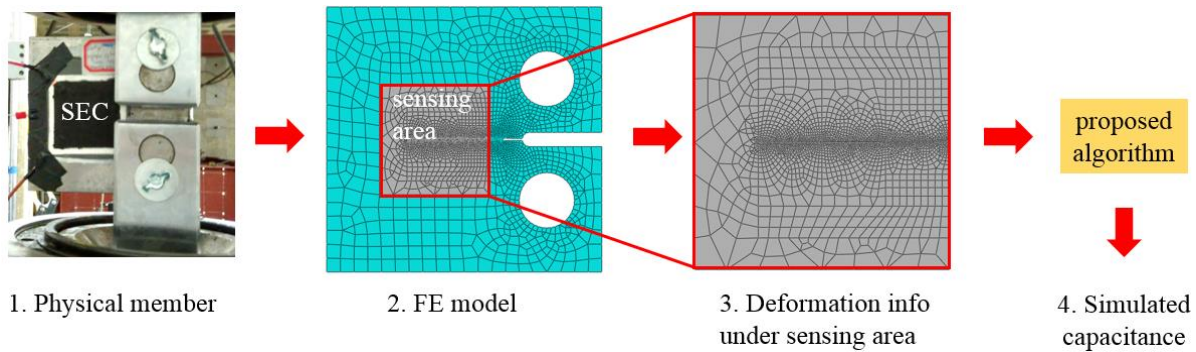 SEC
sensing
area
proposed
algorithm
1. Physical member
2. FE model
3. Deformation info
under sensing area
4. Simulated
capacitance